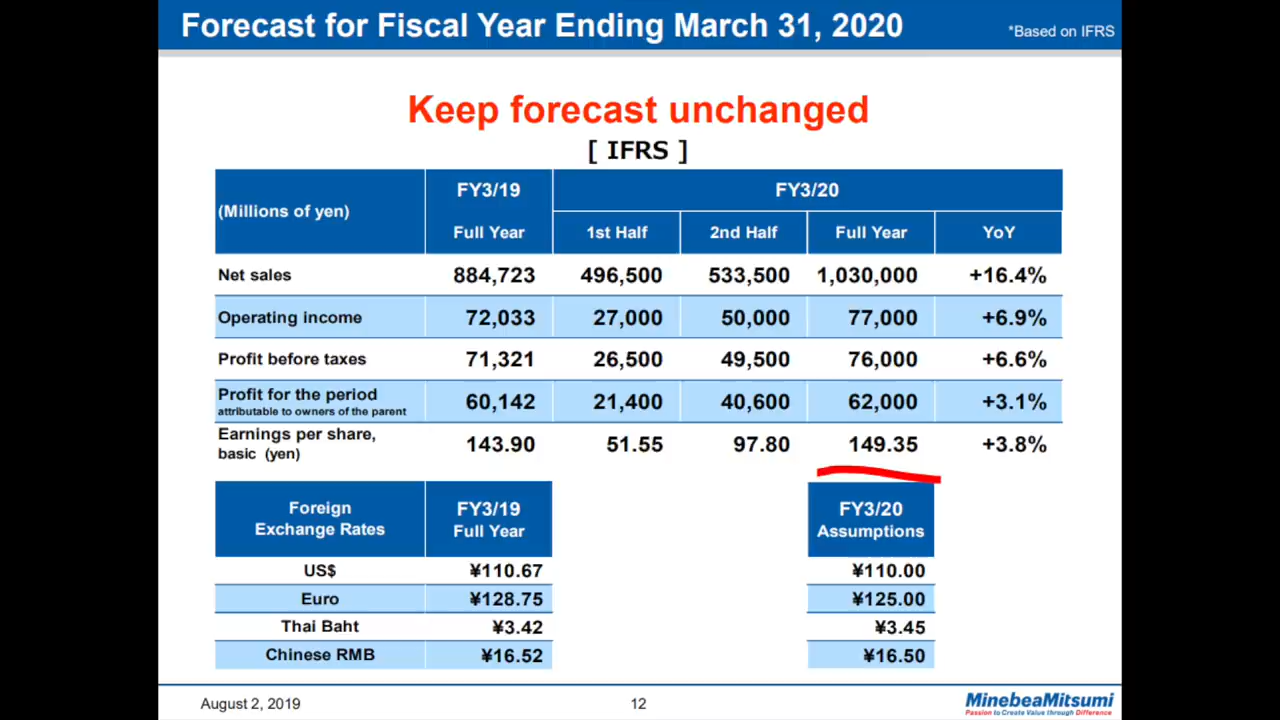 Forecast for Fiscal Year Ending March 31, 2020
*Based on IFRS
Keep forecast unchanged
[ IFRS ]
(Millions of yen) FY3/19 FY3/20
Full Year 1st Half 2nd Half Full Year YoY
Net sales 884,723 496,500 533,500 1,030,000 +16.4%
Operating income 72,033 27,000 50,000 77,000 +6.9%
Profit before taxes 71,321 26,500 49,500 76,000 +6.6%
Profit for the period
attributable to owners of the parent 60,142 21,400 40,600 62,000 +3.1%
Earnings per share,
basic (yen) 143.90 51.55 97.80 149.35 +3.8%
Foreign FY3/19 FY3/20
Exchange Rates Full Year Assumptions
US$ ¥110.67 ¥110.00
Euro ¥128.75 ¥125.00
Thai Baht ¥3.42 ¥3.45
Chinese RMB ¥16.52 ¥16.50
August 2, 2019 12 MinebeaMitsumi
Passion to Create Value through Difference